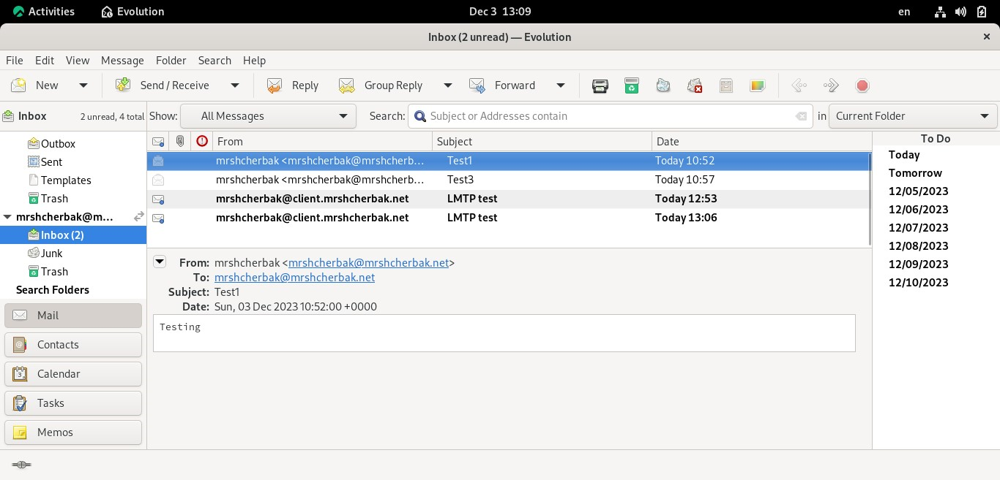 Activities Evolution Dec 3 13:09 en
Inbox (2 unread) — Evolution ×
File Edit View Message Folder Search Help
New Send / Receive Reply Group Reply Forward
Inbox 2 unread, 4 total Show: All Messages Search: Subject or Addresses contain in Current Folder
Outbox
Sent
Templates
Trash
mrshcherbak@m...
Inbox (2)
Junk
Trash
Search Folders
Mail
Contacts
Calendar
Tasks
Memos
From Subject Date
mrshcherbak <mrshcherbak@mrshcherb... Test1 Today 10:52
mrshcherbak <mrshcherbak@mrshcherb... Test3 Today 10:57
mrshcherbak@client.mrshcherbak.net LMTP test Today 12:53
mrshcherbak@client.mrshcherbak.net LMTP test Today 13:06
From: mrshcherbak <mrshcherbak@mrshcherbak.net>
To: mrshcherbak@mrshcherbak.net
Subject: Test1
Date: Sun, 03 Dec 2023 10:52:00 +0000
Testing
To Do
Today
Tomorrow
12/05/2023
12/06/2023
12/07/2023
12/08/2023
12/09/2023
12/10/2023